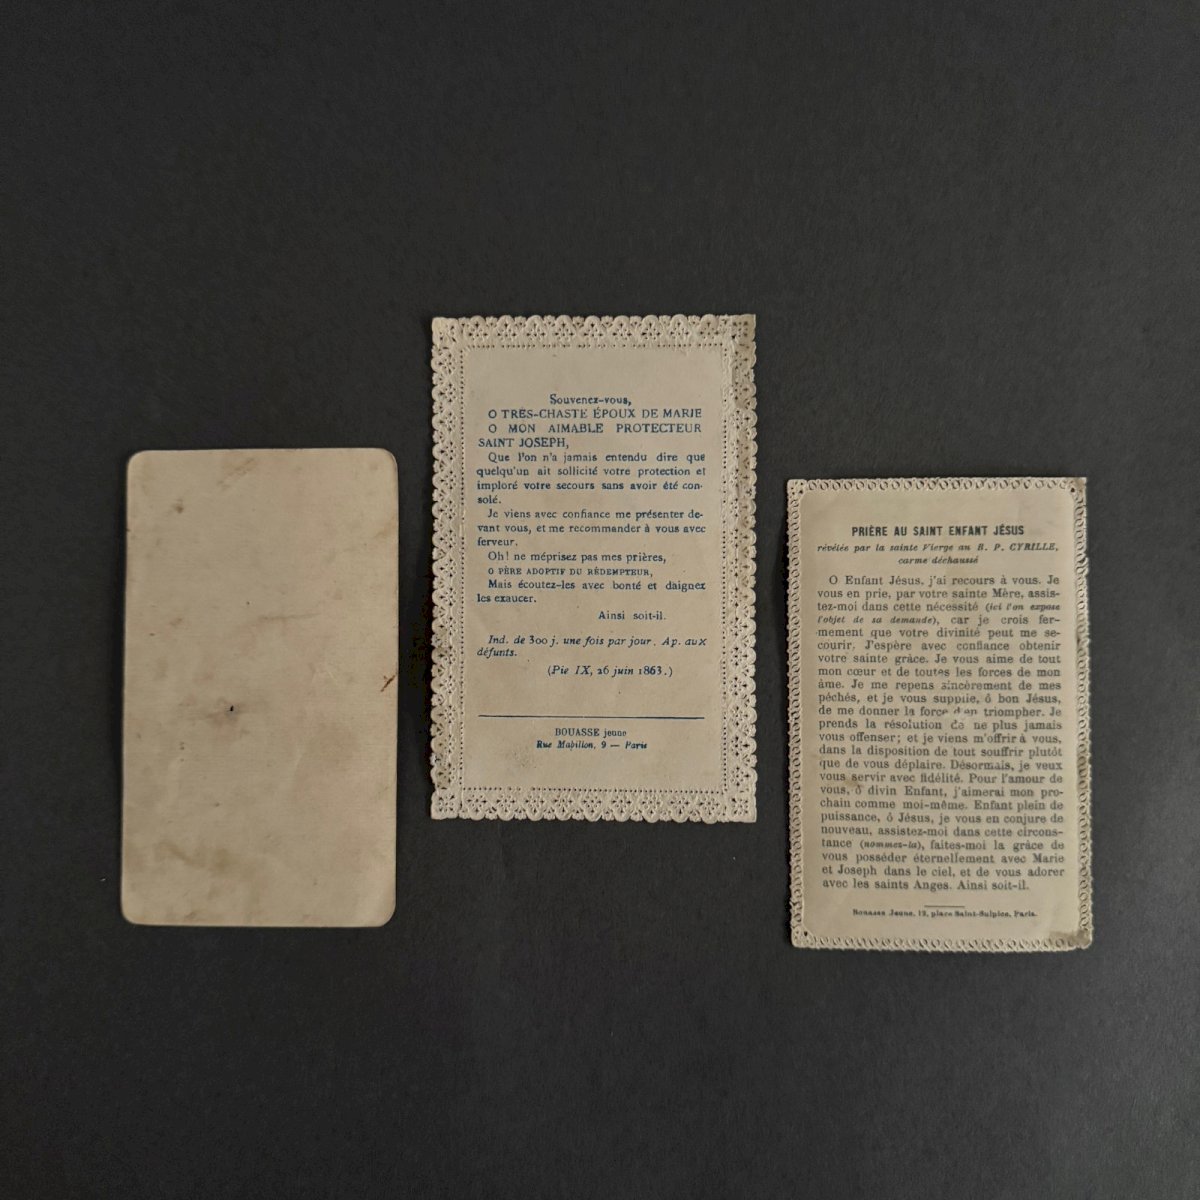 Souvenez-vous,
O TRÈS-CHASTE ÉPOUX DE MARIE
O MON AIMABLE PROTECTEUR
SAINT JOSEPH,
Que l'on n'a jamais entendu dire que
quelqu'un ait sollicité votre protection et
imploré votre secours sans avoir été con-
solé.
Je viens avec confiance me présenter de-
vant vous, et me recommander à vous avec
ferveur.
Oh! ne méprisez pas mes prières,
O PÈRE ADOPTIF DU RÉDEMPTEUR,
Mais écoutez-les avec bonté et daignez
les exaucer.
Ainsi soit-il.
Ind. de 300 j. une fois par jour. Ap. aux
défunts.
(Pie IX, 26 juin 1863.)
BOUASSE jeune
Rue Mabillon, 9 — Paris
PRIÈRE AU SAINT ENFANT JÉSUS
révélée par la sainte Vierge au B. P. CYRILLE,
carme déchaussé
O Enfant Jésus, j'ai recours à vous. Je
vous en prie, par votre sainte Mère, assis-
tez-moi dans cette nécessité (ici l'on expose
l'objet de sa demande), car je crois fer-
mement que votre divinité peut me se-
courir. J'espère avec confiance obtenir
votre sainte grâce. Je vous aime de tout
mon cœur et de toutes les forces de mon
âme. Je me repens sincèrement de mes
péchés, et je vous supplie, ô bon Jésus,
de me donner la force d'en triompher. Je
prends la résolution de ne plus jamais
vous offenser; et je viens m'offrir à vous,
dans la disposition de tout souffrir plutôt
que de vous déplaire. Désormais, je veux
vous servir avec fidélité. Pour l'amour de
vous, ô divin Enfant, j'aimerai mon pro-
chain comme moi-même. Enfant plein de
puissance, ô Jésus, je vous en conjure de
nouveau, assistez-moi dans cette circons-
tance (nommez-la), faites-moi la grâce de
vous posséder éternellement avec Marie
et Joseph dans le ciel, et de vous adorer
avec les saints Anges. Ainsi soit-il.
Bouasse Jeune, 12, place Saint-Sulpice, Paris.